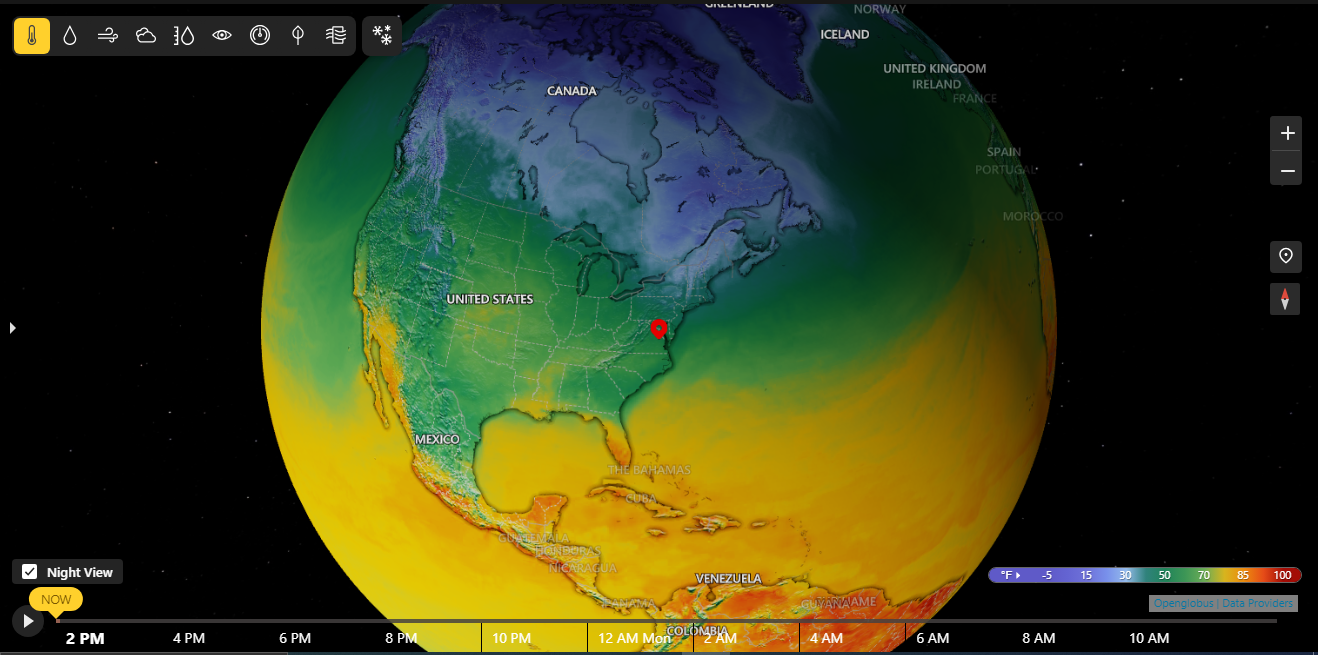 GREENLAND
NORWAY
ICELAND
UNITED KINGDOM
IRELAND
CANADA
FRANCE
SPAIN
PORTUGAL
MOROCCO
UNITED STATES
MEXICO
THE BAHAMAS
CUBA
GUATEMALA
HONDURAS
NICARAGUA
VENEZUELA
PANAMA
GUYANA
COLOMBIA
Night View
NOW
°F -5 15 30 50 70 85 100
Openglobus | Data Providers
2 PM 4 PM 6 PM 8 PM 10 PM 12 AM Mon 2 AM 4 AM 6 AM 8 AM 10 AM